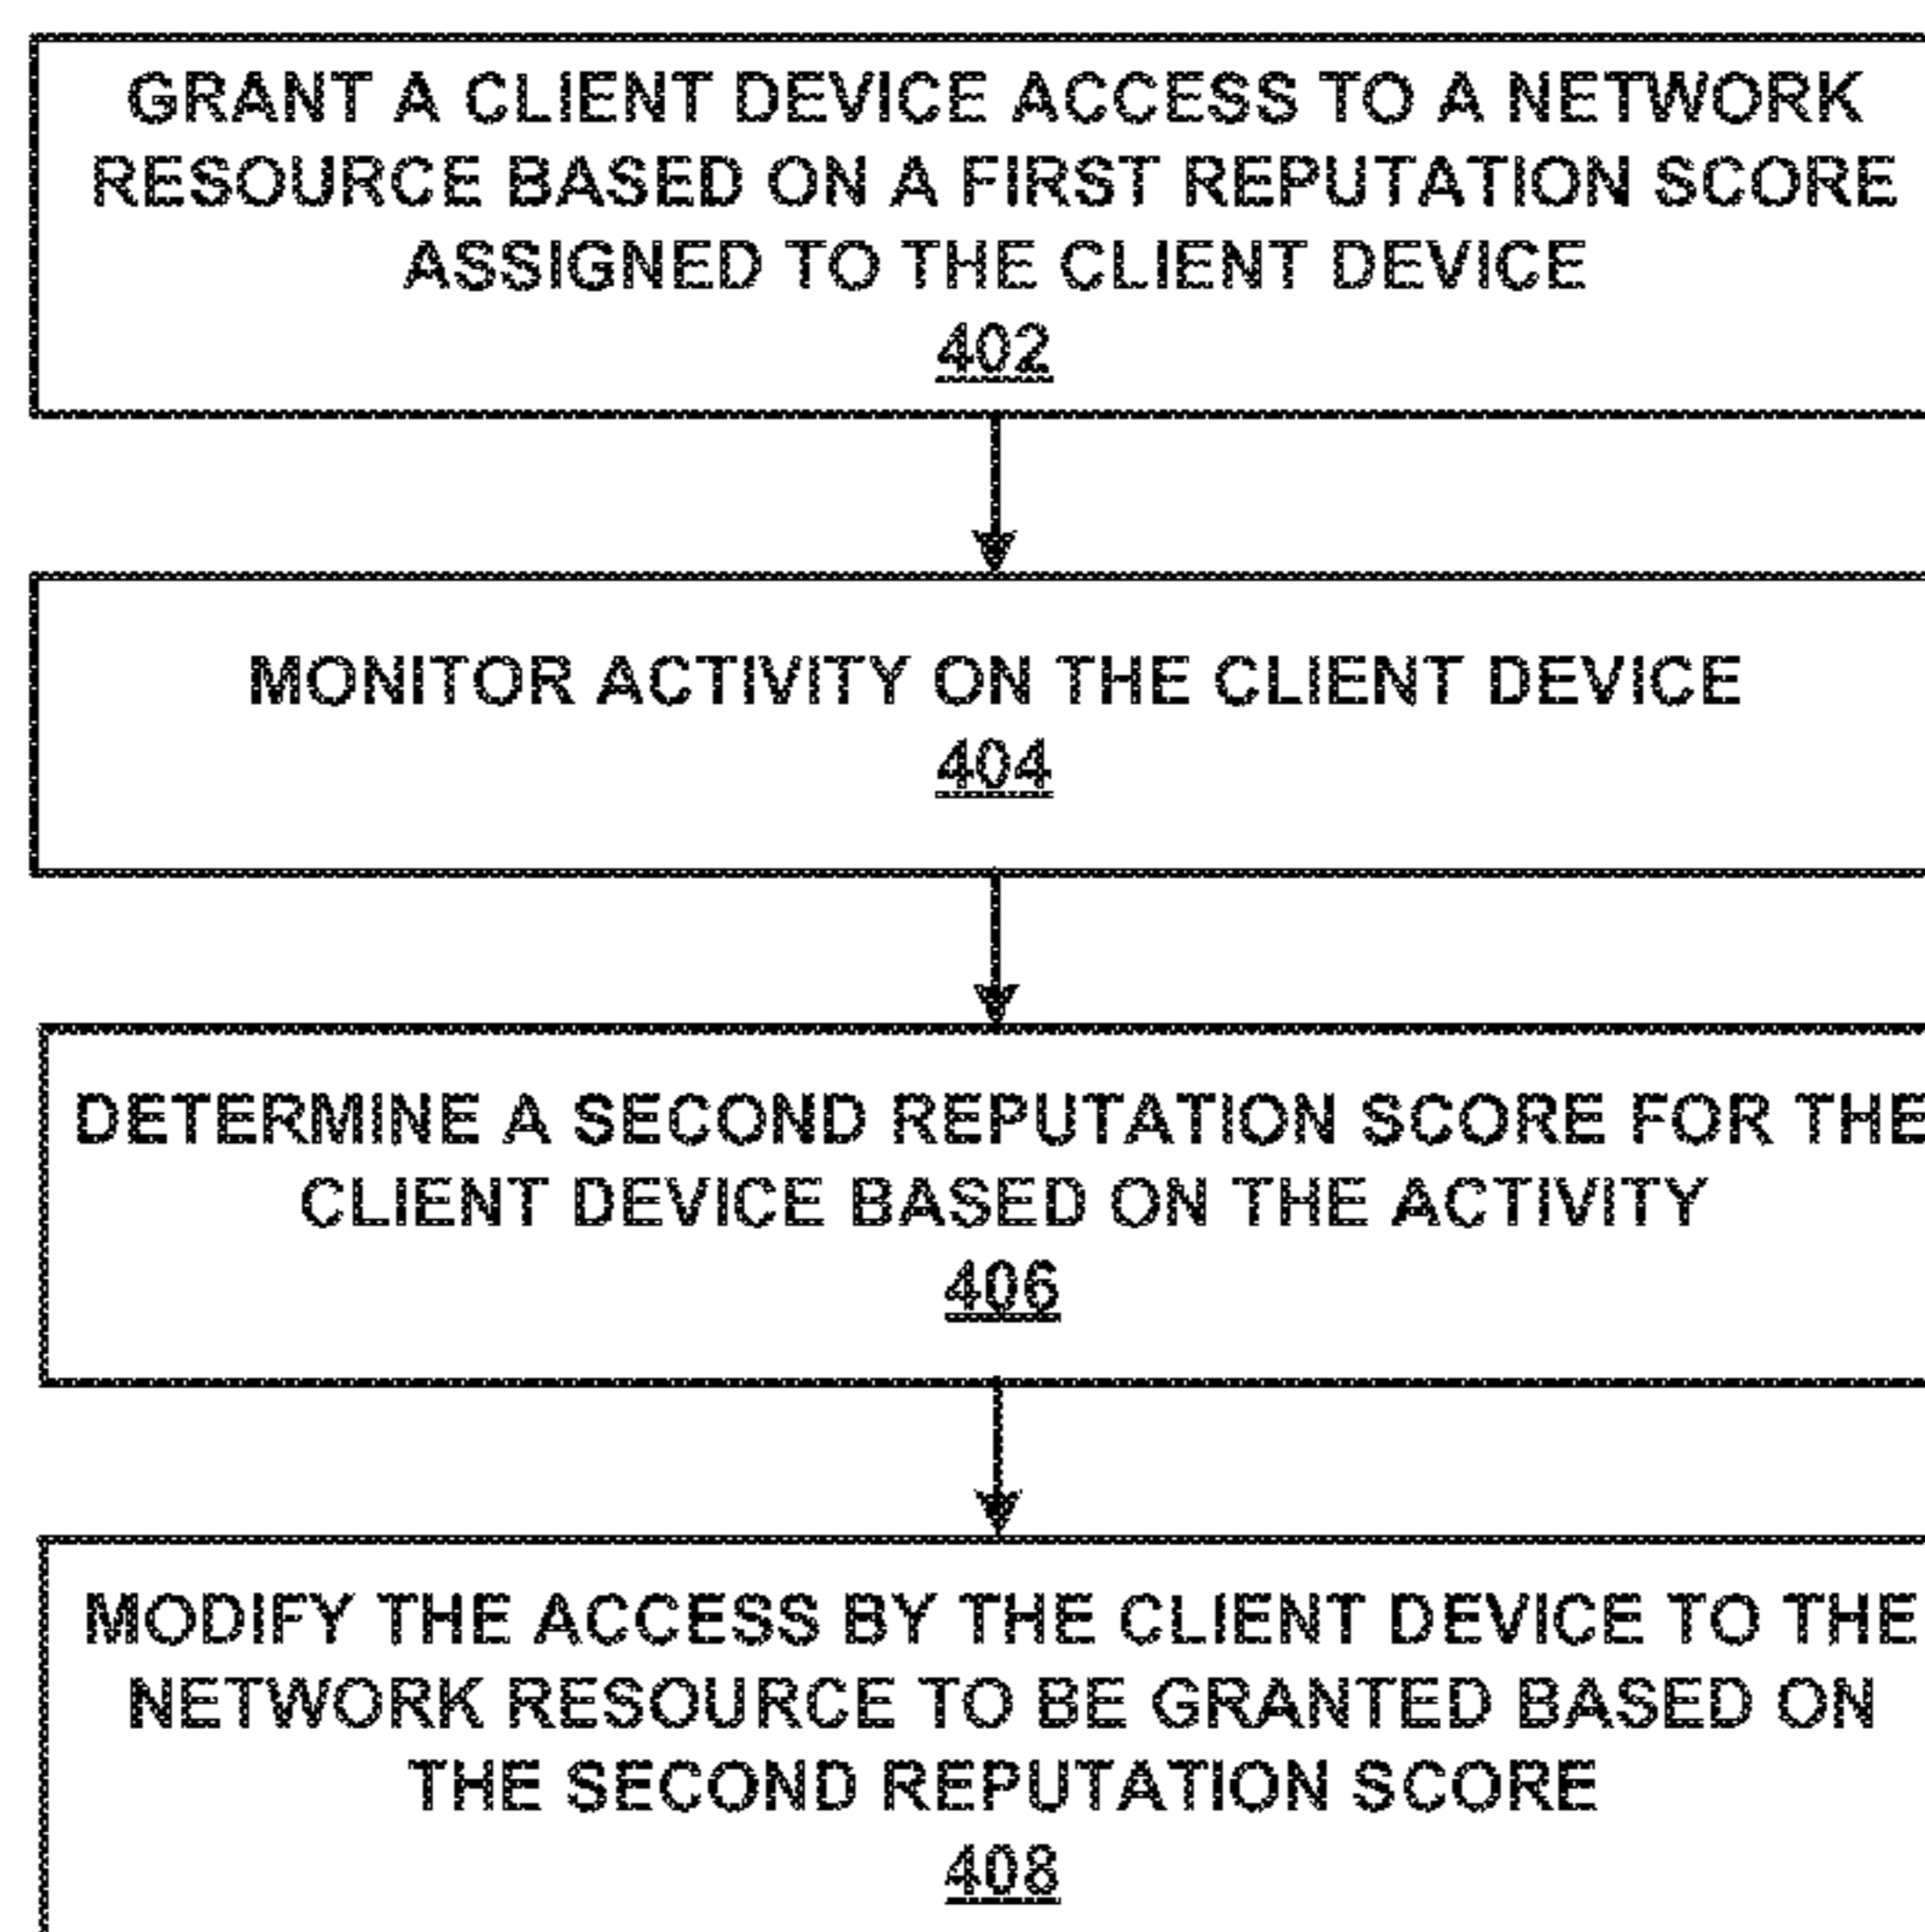 GRANT A CLIENT DEVICE ACCESS TO A NETWORK
RESOURCE BASED ON A FIRST REPUTATION SCORE
ASSIGNED TO THE CLIENT DEVICE
402
MONITOR ACTIVITY ON THE CLIENT DEVICE
404
DETERMINE A SECOND REPUTATION SCORE FOR THE
CLIENT DEVICE BASED ON THE ACTIVITY
406
MODIFY THE ACCESS BY THE CLIENT DEVICE TO THE
NETWORK RESOURCE TO BE GRANTED BASED ON
THE SECOND REPUTATION SCORE
408